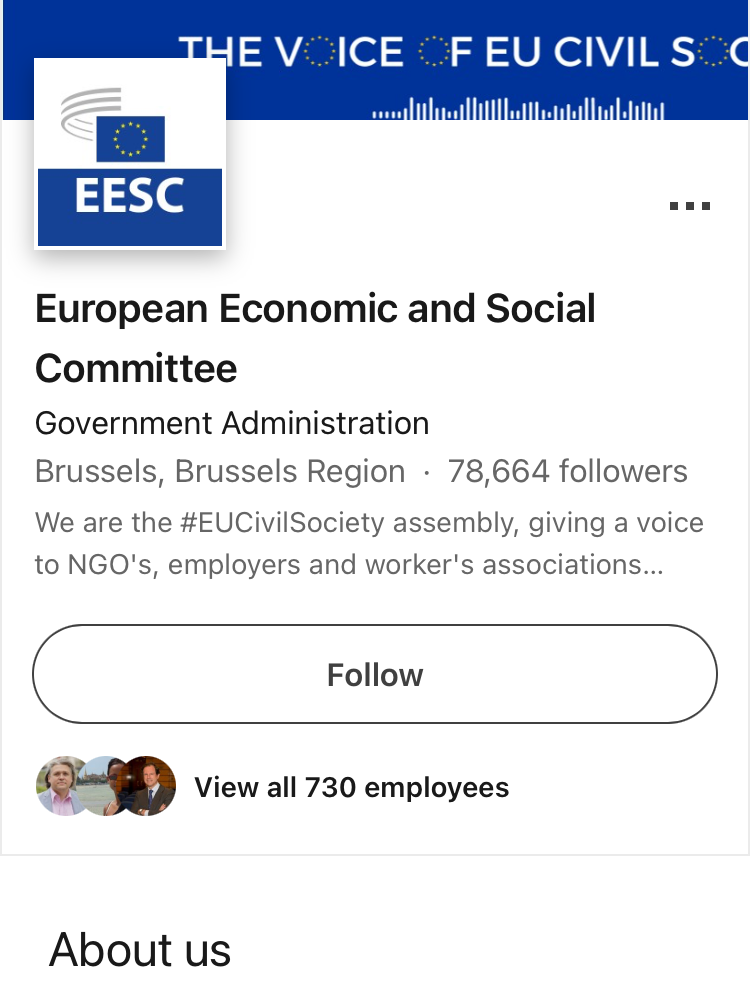 THE VOICE OF EU CIVIL SOC
EESC
European Economic and Social
Committee
Government Administration
Brussels, Brussels Region · 78,664 followers
We are the #EUCivilSociety assembly, giving a voice
to NGO's, employers and worker's associations...
Follow
View all 730 employees
About us